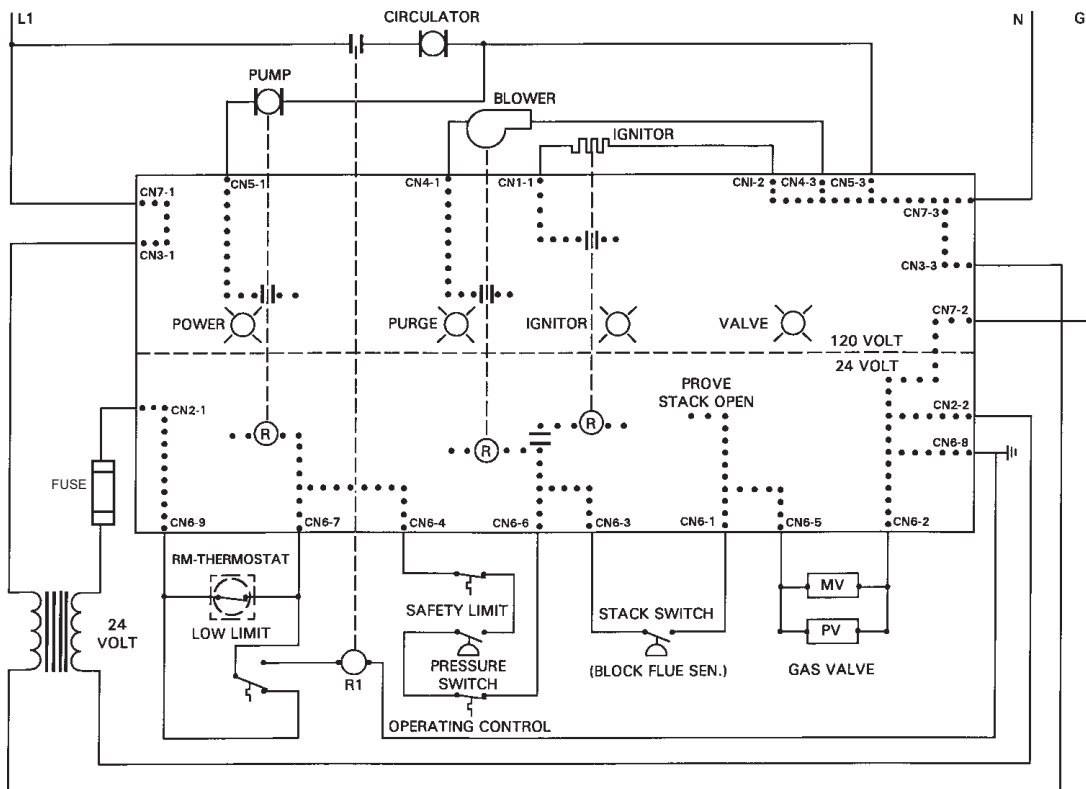 L1
CIRCULATOR
N
G
PUMP
BLOWER
IGNITOR
CN7-1
CN5-1
CN4-1
CN1-1
CNI-2
CN4-3
CN5-3
CN7-3
CN3-1
CN3-3
POWER
PURGE
IGNITOR
VALVE
CN7-2
120 VOLT
24 VOLT
PROVE
STACK OPEN
CN2-1
CN2-2
R
R
R
CN6-8
FUSE
CN6-9
CN6-7
CN6-4
CN6-6
CN6-3
CN6-1
CN6-5
CN6-2
RM-THERMOSTAT
LOW LIMIT
SAFETY LIMIT
STACK SWITCH
MV
24
VOLT
PV
PRESSURE
SWITCH
(BLOCK FLUE SEN.)
GAS VALVE
R1
OPERATING CONTROL